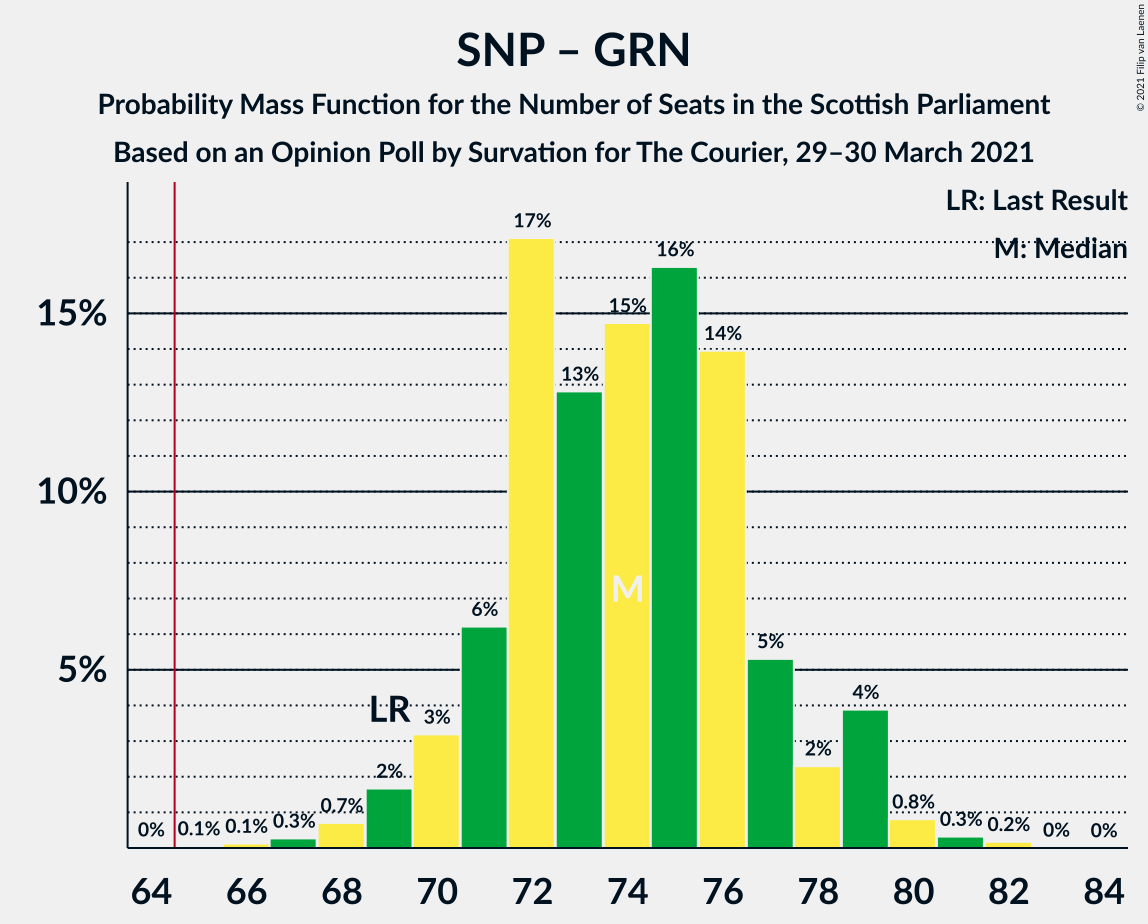 SNP – GRN
Probability Mass Function for the Number of Seats in the Scottish Parliament
Based on an Opinion Poll by Survation for The Courier, 29–30 March 2021
© 2021 Filip van Laenen
LR: Last Result
M: Median
15%
10%
5%
0% 0.1% 0.1% 0.3% 0.7% 2% 3% 6% 17% 13% 15% 16% 14% 5% 2% 4% 0.8% 0.3% 0.2% 0% 0%
LR
M
64 66 68 70 72 74 76 78 80 82 84